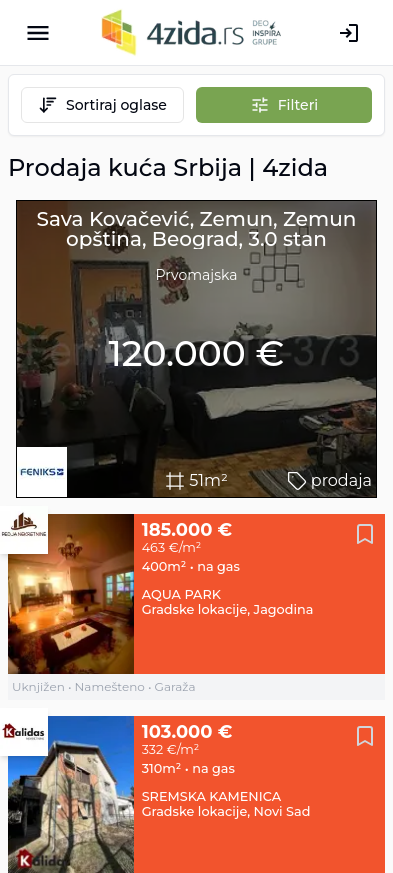 4zida.rs DEO INSPIRA GRUPE
Sortiraj oglase
Filteri
Prodaja kuća Srbija | 4zida
Sava Kovačević, Zemun, Zemun
opština, Beograd, 3.0 stan
Prvomajska
120.000 €
373
FENIKS
51m²
prodaja
185.000 €
463 €/m²
400m² • na gas
AQUA PARK
Gradske lokacije, Jagodina
Uknjižen • Namešteno • Garaža
Kalidas
103.000 €
332 €/m²
310m² • na gas
SREMSKA KAMENICA
Gradske lokacije, Novi Sad
Kalidas